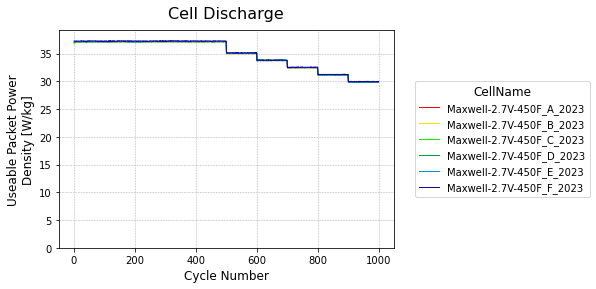 Cell Discharge
Useable Packet Power
Density [W/kg]
35
30
25
20
15
10
5
0
0 200 400 600 800 1000
Cycle Number
CellName
Maxwell-2.7V-450F_A_2023
Maxwell-2.7V-450F_B_2023
Maxwell-2.7V-450F_C_2023
Maxwell-2.7V-450F_D_2023
Maxwell-2.7V-450F_E_2023
Maxwell-2.7V-450F_F_2023